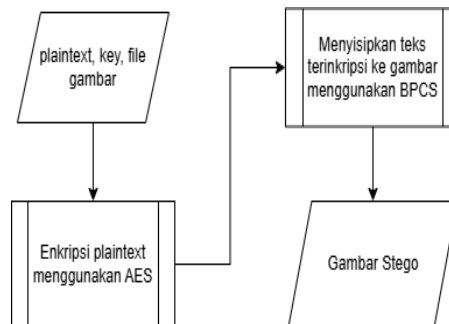 plaintext, key, file
gambar
Enkripsi plaintext
menggunakan AES
Menyisipkan teks
terinkripsi ke gambar
menggunakan BPCS
Gambar Stego